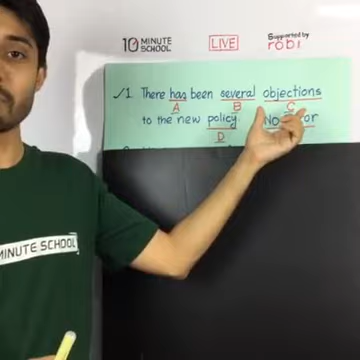 10 MINUTE
SCHOOL
LIVE
Supported by
robi
✓1. There has been several objections
A B C
to the new policy. No
D
MINUTE SCHOOL